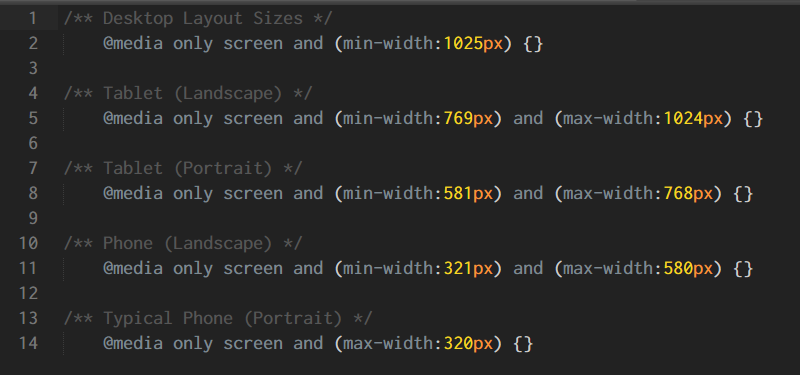 1 /** Desktop Layout Sizes */
2 @media only screen and (min-width:1025px) {}
3
4 /** Tablet (Landscape) */
5 @media only screen and (min-width:769px) and (max-width:1024px) {}
6
7 /** Tablet (Portrait) */
8 @media only screen and (min-width:581px) and (max-width:768px) {}
9
10 /** Phone (Landscape) */
11 @media only screen and (min-width:321px) and (max-width:580px) {}
12
13 /** Typical Phone (Portrait) */
14 @media only screen and (max-width:320px) {}